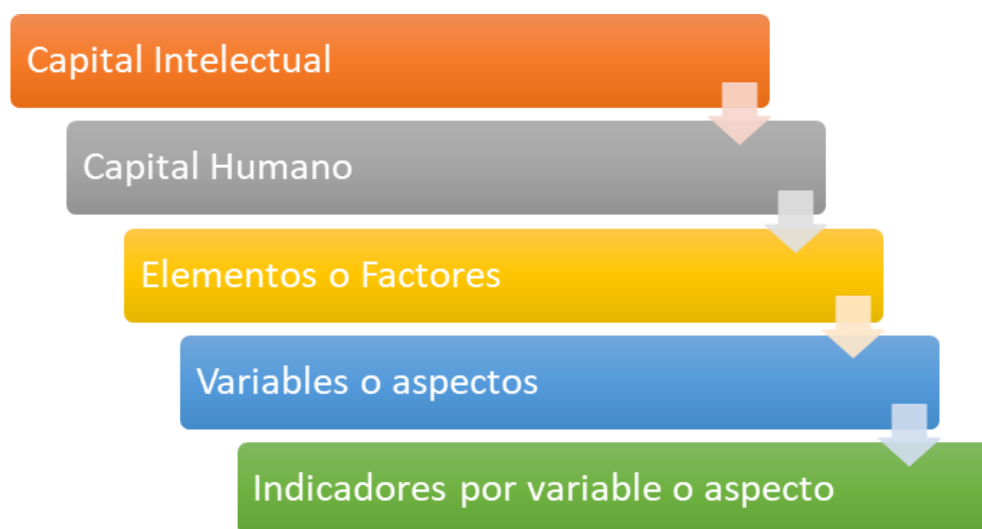 Capital Intelectual
Capital Humano
Elementos o Factores
Variables o aspectos
Indicadores por variable o aspecto